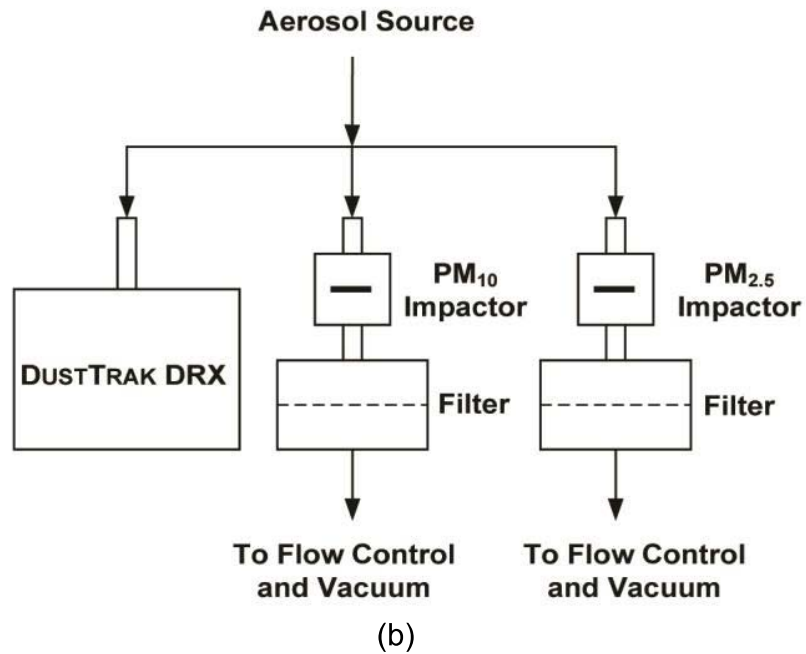 Aerosol Source
PM10
Impactor
PM2.5
Impactor
DUSTTRAK DRX
Filter
Filter
To Flow Control
and Vacuum
To Flow Control
and Vacuum
(b)